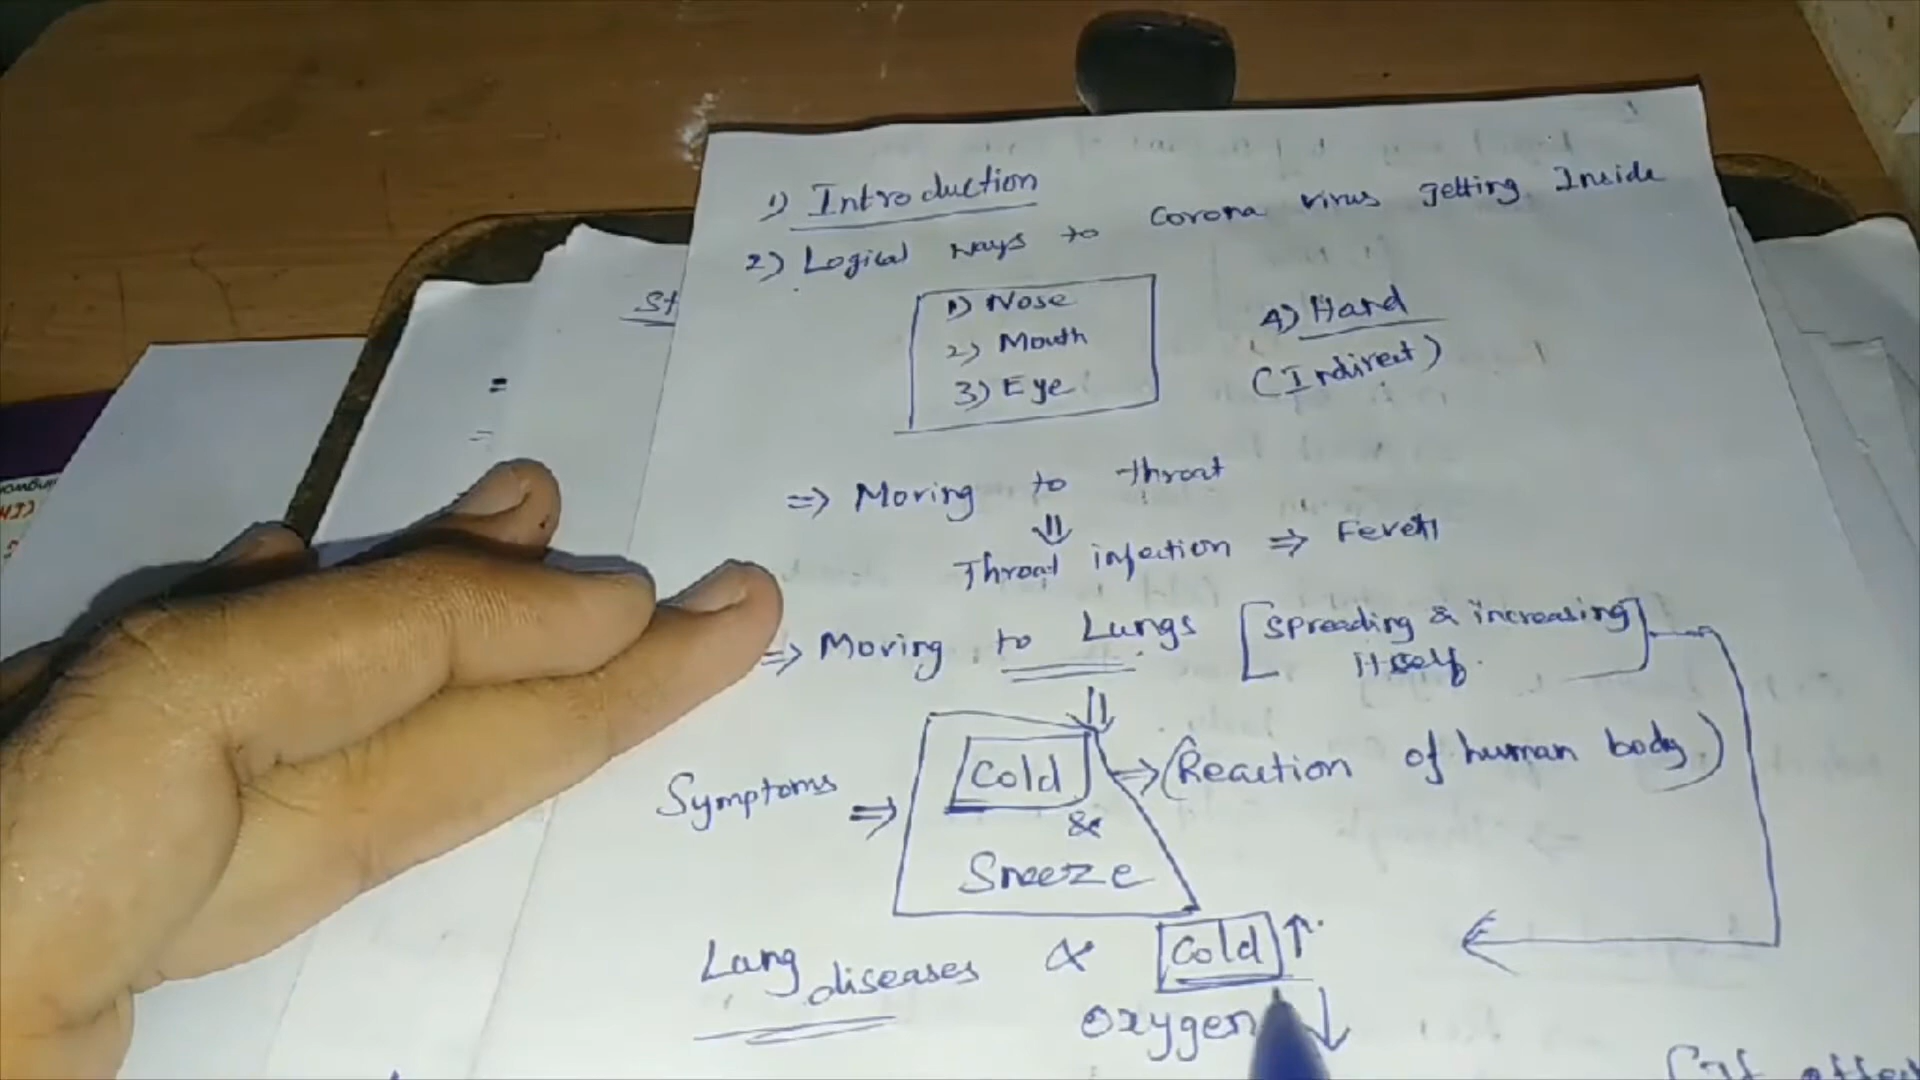 1) Introduction
2) Logical ways to corona virus getting Inside
1) Nose
2) Mouth
3) Eye
4) Hand
(Indirect)
⇒ Moving to throat
⇓
Throat infection ⇒ Fever
⇒ Moving to Lungs [Spreading & increasing itself]
⇓
Symptoms ⇒ Cold & Sneeze ⇒ (Reaction of human body)
Lung diseases & Cold ↑
Oxygen ↓